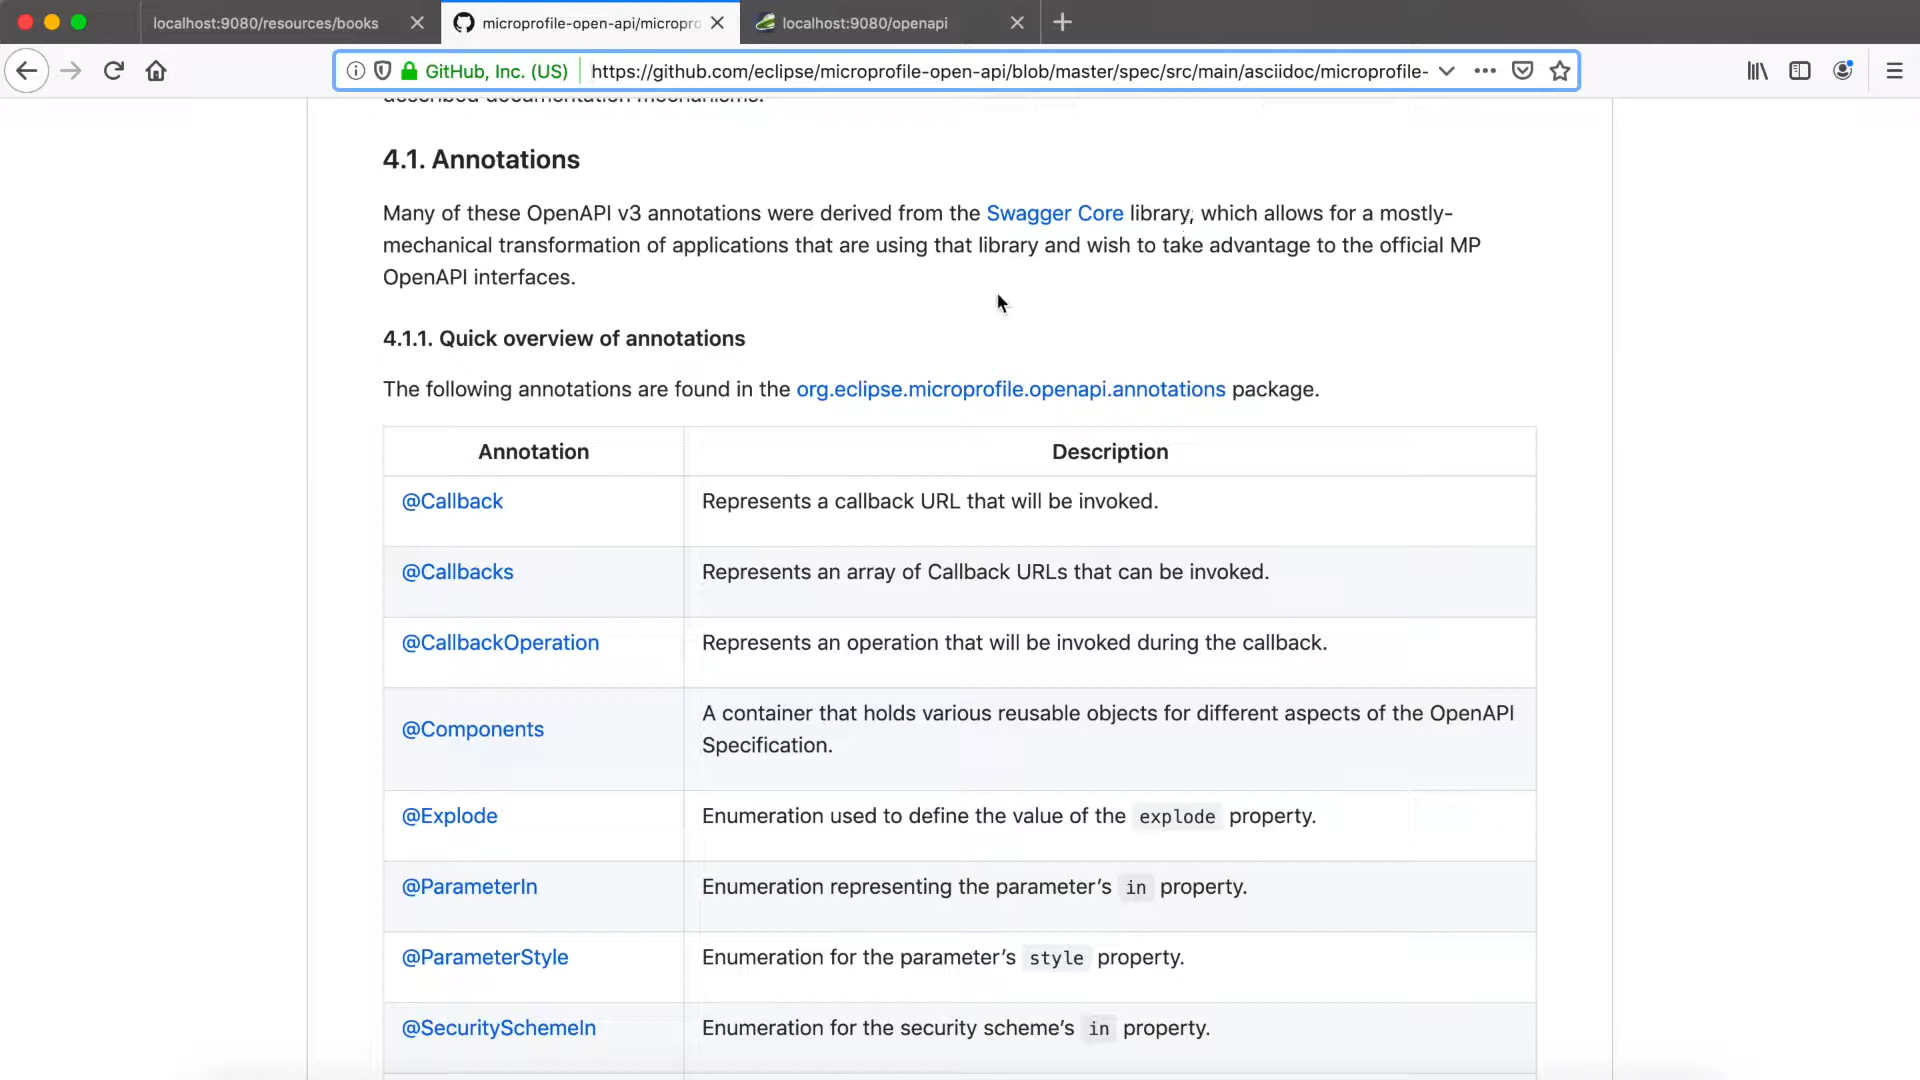 localhost:9080/resources/books
microprofile-open-api/micropro
localhost:9080/openapi
GitHub, Inc. (US)
https://github.com/eclipse/microprofile-open-api/blob/master/spec/src/main/asciidoc/microprofile-
described documentation mechanisms.
4.1. Annotations
Many of these OpenAPI v3 annotations were derived from the Swagger Core library, which allows for a mostly-
mechanical transformation of applications that are using that library and wish to take advantage to the official MP
OpenAPI interfaces.
4.1.1. Quick overview of annotations
The following annotations are found in the org.eclipse.microprofile.openapi.annotations package.
Annotation Description
@Callback Represents a callback URL that will be invoked.
@Callbacks Represents an array of Callback URLs that can be invoked.
@CallbackOperation Represents an operation that will be invoked during the callback.
@Components A container that holds various reusable objects for different aspects of the OpenAPI
Specification.
@Explode Enumeration used to define the value of the explode property.
@ParameterIn Enumeration representing the parameter’s in property.
@ParameterStyle Enumeration for the parameter’s style property.
@SecuritySchemeIn Enumeration for the security scheme’s in property.